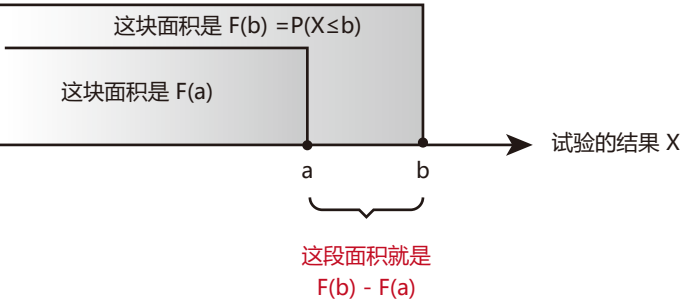 这块面积是 F(b) =P(X≤b)
这块面积是 F(a)
试验的结果 X
a
b
这段面积就是
F(b) - F(a)